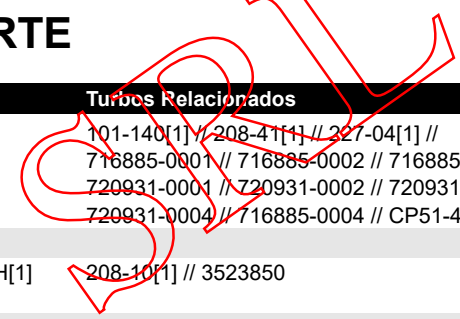 RTE
Turbos Relacionados
101-140[1] // 208-41[1] // 227-04[1] //
716885-0001 // 716885-0002 // 716885
720931-0001 // 720931-0002 // 720931
720931-0004 // 716885-0004 // CP51-4
H[1] 208-10[1] // 3523850
SRL